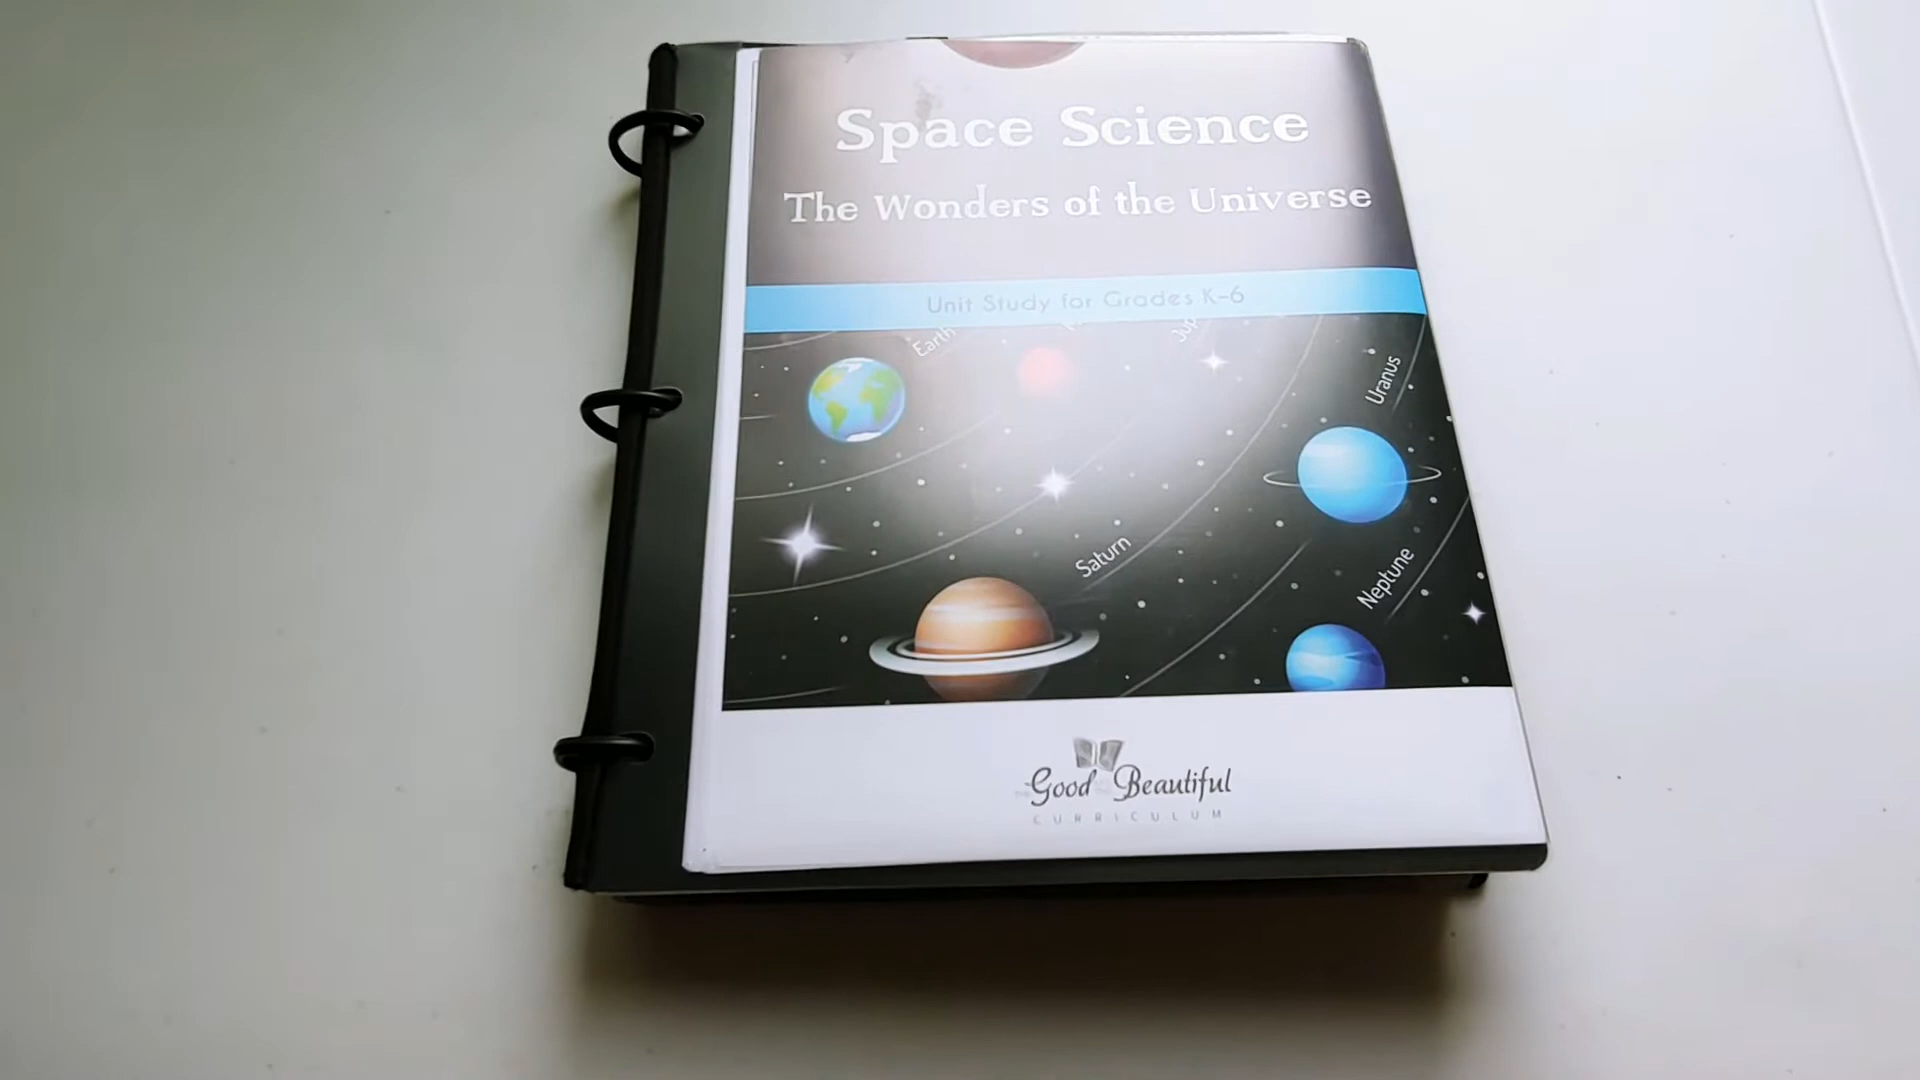 Space Science
The Wonders of the Universe
Unit Study for Grades K–6
Earth
Uranus
Saturn
Neptune
Good Beautiful
CURRICULUM